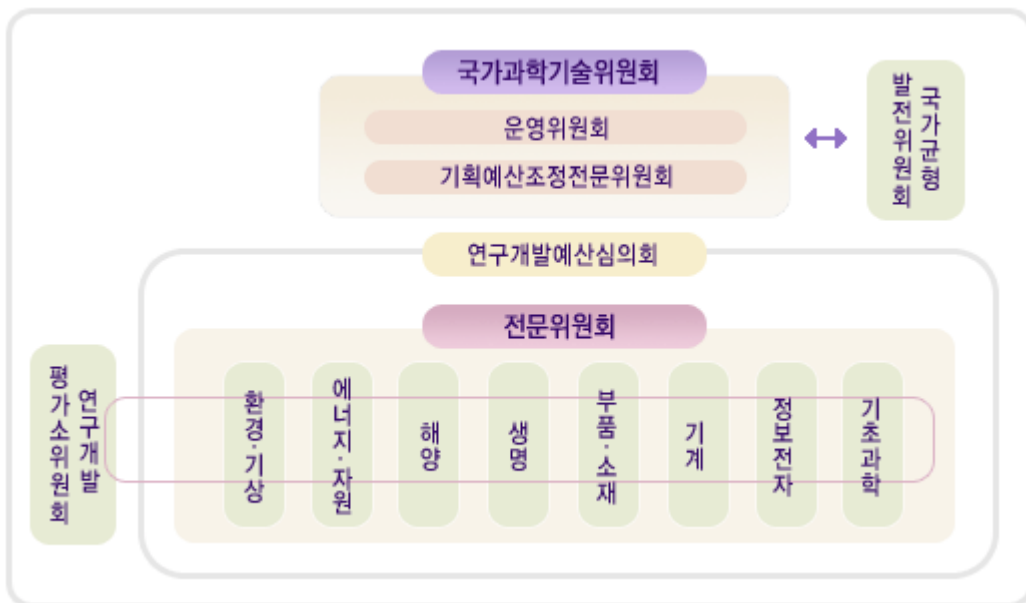 국가과학기술위원회
운영위원회
기획예산조정전문위원회
국가균형
발전위원회
연구개발예산심의회
전문위원회
연구개발
평가소위원회
환경·기상
에너지·자원
해양
생명
부품·소재
기계
정보전자
기초과학